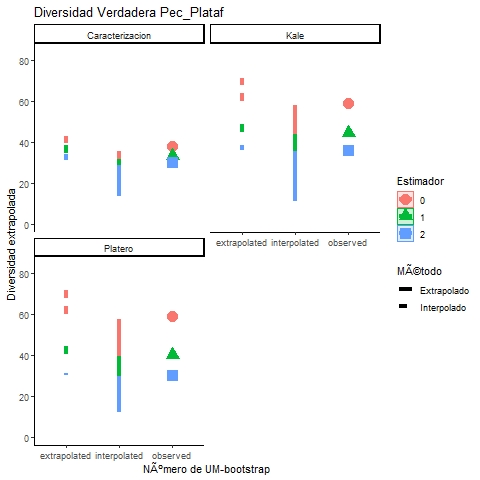 Diversidad Verdadera Pec_Plataf
Caracterizacion
Kale
80
60
40
20
0
extrapolated interpolated observed
Platero
80
60
40
20
0
extrapolated interpolated observed
Diversidad extrapolada
NÃºmero de UM-bootstrap
Estimador
0
1
2
MÃ©todo
Extrapolado
Interpolado